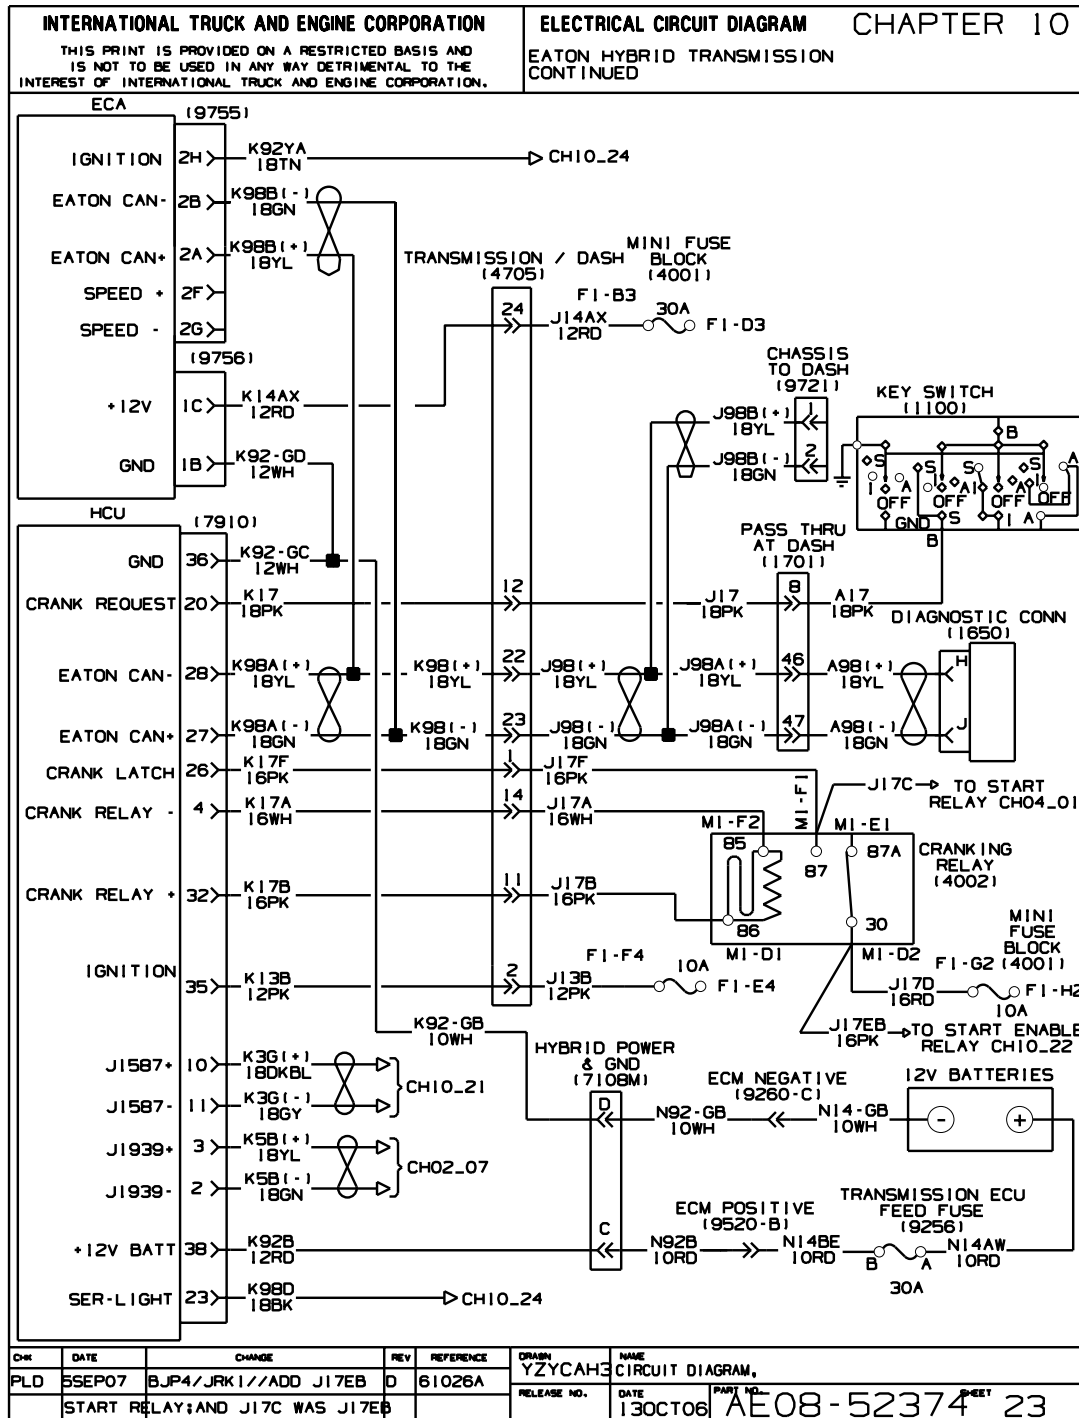 INTERNATIONAL TRUCK AND ENGINE CORPORATION
THIS PRINT IS PROVIDED ON A RESTRICTED BASIS AND
IS NOT TO BE USED IN ANY WAY DETRIMENTAL TO THE
INTEREST OF INTERNATIONAL TRUCK AND ENGINE CORPORATION.
ELECTRICAL CIRCUIT DIAGRAM
CHAPTER 10
EATON HYBRID TRANSMISSION
CONTINUED
ECA
(9755)
IGNITION 2H K92YA
18TN
CH10_24
EATON CAN- 2B K98B(-)
18GN
EATON CAN+ 2A K98B(+)
18YL
SPEED + 2F
SPEED - 2G
(9756)
+12V 1C K14AX
12RD
GND 1B K92-GD
12WH
TRANSMISSION / DASH
(4705)
MINI FUSE
BLOCK
(4001)
24 J14AX
12RD
F1-B3
30A
F1-D3
CHASSIS
TO DASH
(9721)
J98B(+)
18YL
1
J98B(-)
18GN
2
KEY SWITCH
(1100)
B
S S S S A
I A A I A I
OFF OFF OFF OFF
GND S I A
B
HCU
(7910)
GND 36 K92-GC
12WH
PASS THRU
AT DASH
(1701)
CRANK REQUEST 20 K17
18PK
12
J17
18PK
8
A17
18PK
DIAGNOSTIC CONN
(1650)
EATON CAN- 28 K98A(+)
18YL
K98(+)
18YL
22
J98(+)
18YL
J98A(+)
18YL
46
A98(+)
18YL
H
EATON CAN+ 27 K98A(-)
18GN
K98(-)
18GN
23
J98(-)
18GN
J98A(-)
18GN
47
A98(-)
18GN
J
CRANK LATCH 26 K17F
16PK
1
J17F
16PK
J17C TO START
RELAY CH04_01
CRANK RELAY - 4 K17A
16WH
14
J17A
16WH
M1-F2
M1-F1
M1-E1
85
87
87A
CRANKING
RELAY
(4002)
CRANK RELAY + 32 K17B
16PK
11
J17B
16PK
86
30
M1-D1
M1-D2
MINI
FUSE
BLOCK
(4001)
F1-G2
IGNITION
35 K13B
12PK
2
J13B
12PK
F1-F4
10A
F1-E4
J17D
16RD
F1-H2
10A
K92-GB
10WH
J17EB
16PK
TO START ENABLE
RELAY CH10_22
HYBRID POWER
& GND
(7108M)
J1587+ 10 K3G(+)
18DKBL
J1587- 11 K3G(-)
18GY
CH10_21
ECM NEGATIVE
(9260-C)
12V BATTERIES
D
N92-GB
10WH
N14-GB
10WH
- +
J1939+ 3 K5B(+)
18YL
J1939- 2 K5B(-)
18GN
CH02_07
ECM POSITIVE
(9520-B)
TRANSMISSION ECU
FEED FUSE
(9256)
+12V BATT 38 K92B
12RD
C
N92B
10RD
N14BE
10RD
B A
N14AW
10RD
30A
SER-LIGHT 23 K98D
18BK
CH10_24
CHK DATE CHANGE REV REFERENCE
PLD 5SEP07 BJP4/JRK1//ADD J17EB D 61026A
START RELAY;AND J17C WAS J17EB
DRAWN
YZYCAH3
NAME
CIRCUIT DIAGRAM,
RELEASE NO.
DATE
13OCT06
PART NO.
AE08-52374
SHEET
23